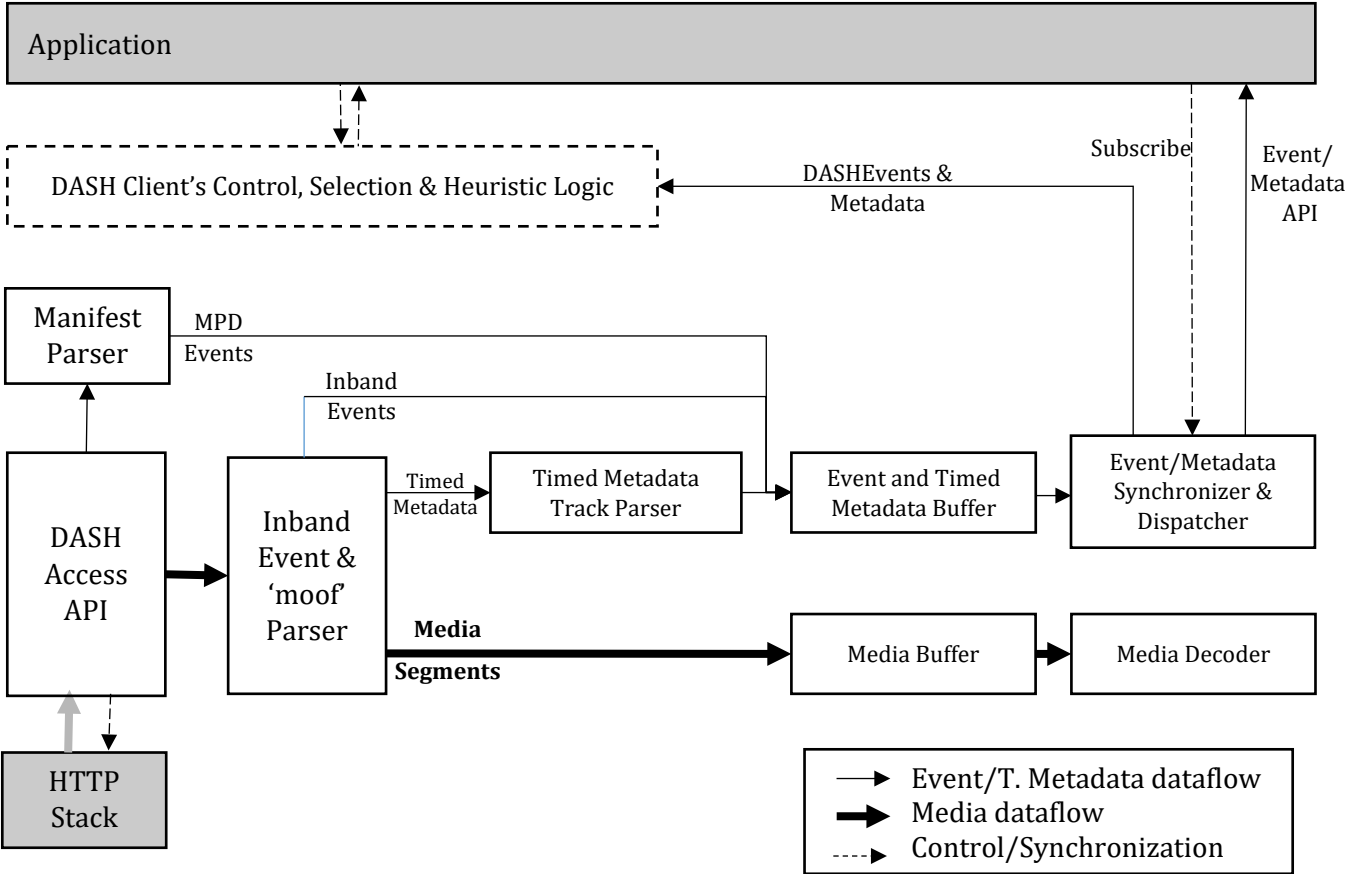 Application
Subscribe
Event/
Metadata
API
DASH Client’s Control, Selection & Heuristic Logic
DASHEvents &
Metadata
Manifest
Parser
MPD
Events
Inband
Events
DASH
Access
API
Inband
Event &
‘moof’
Parser
Timed
Metadata
Timed Metadata
Track Parser
Event and Timed
Metadata Buffer
Event/Metadata
Synchronizer &
Dispatcher
Media
Segments
Media Buffer
Media Decoder
HTTP
Stack
Event/T. Metadata dataflow
Media dataflow
Control/Synchronization